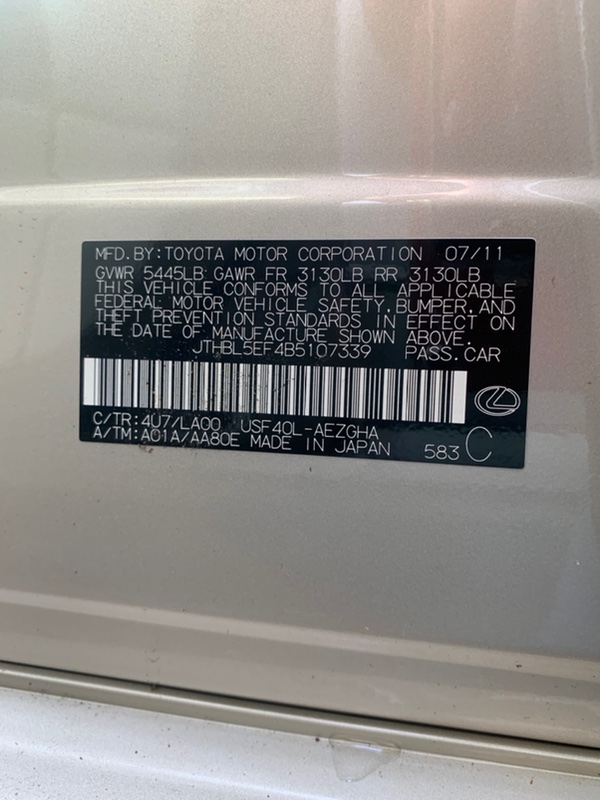 MFD.BY:TOYOTA MOTOR CORPORATION 07/11
GVWR 5445LB GAWR FR 3130LB RR 3130LB
THIS VEHICLE CONFORMS TO ALL APPLICABLE
FEDERAL MOTOR VEHICLE SAFETY,BUMPER,AND
THEFT PREVENTION STANDARDS IN EFFECT ON
THE DATE OF MANUFACTURE SHOWN ABOVE.
JTHBL5EF4B5107339 PASS.CAR
C/TR:4U7/LA00 USF40L-AEZGHA
A/TM:A01A/AA80E MADE IN JAPAN 583 C